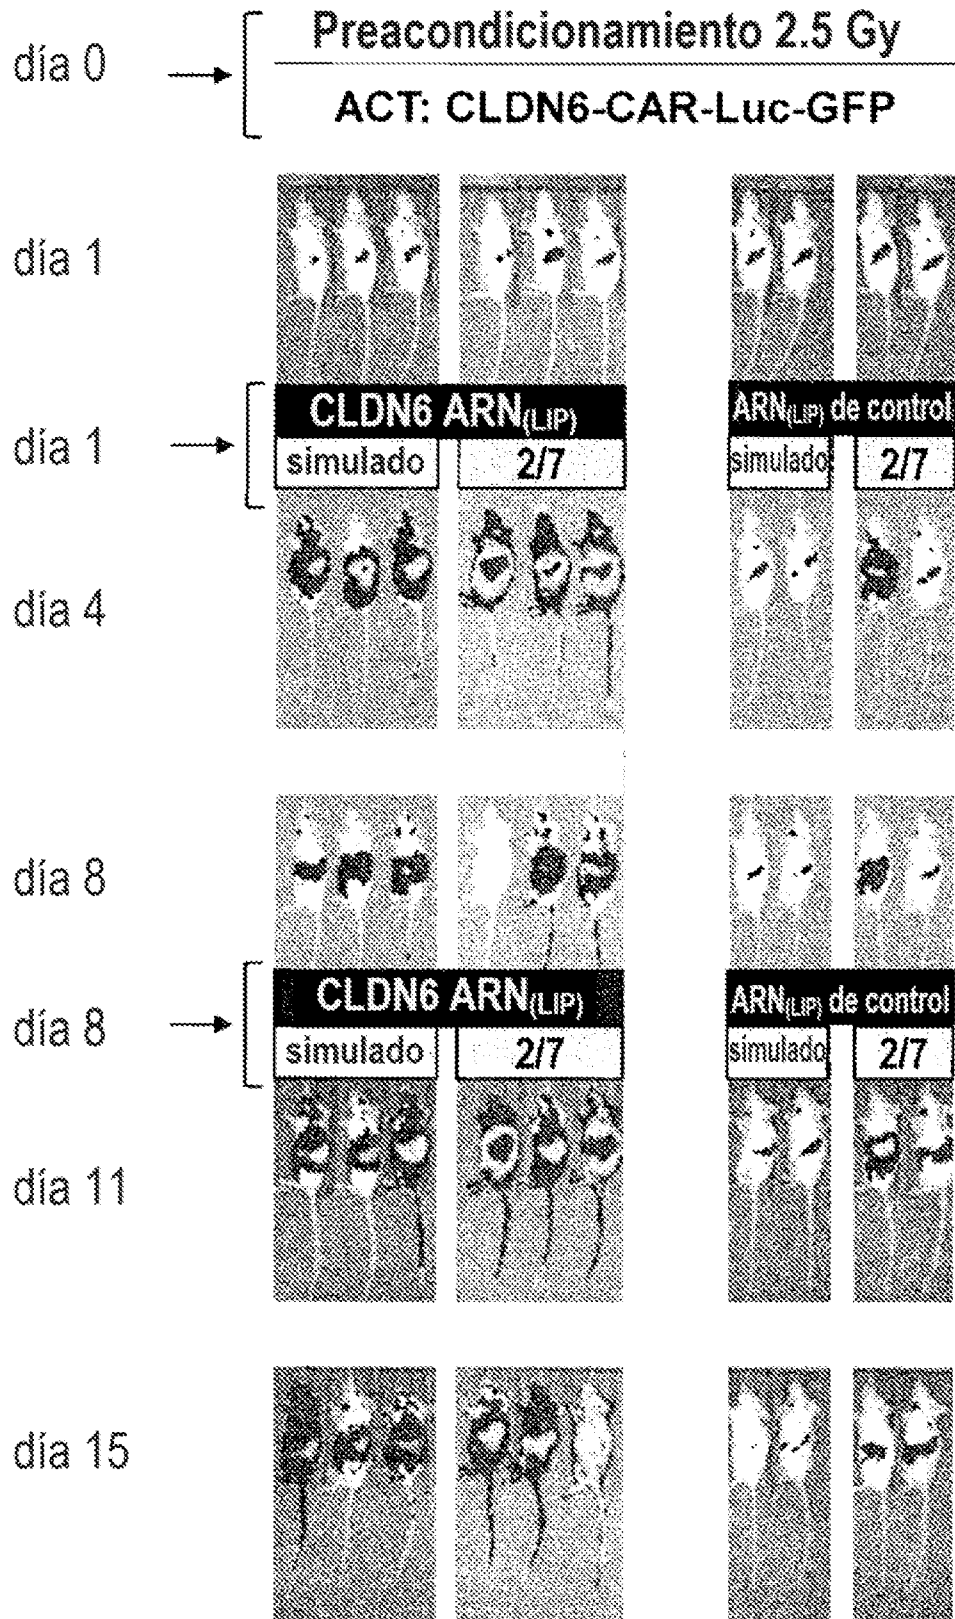 día 0
Preacondicionamiento 2.5 Gy
ACT: CLDN6-CAR-Luc-GFP
día 1
día 1
CLDN6 ARN(LIP)
ARN(LIP) de control
simulado
2/7
simulado
2/7
día 4
día 8
día 8
CLDN6 ARN(LIP)
ARN(LIP) de control
simulado
2/7
simulado
2/7
día 11
día 15